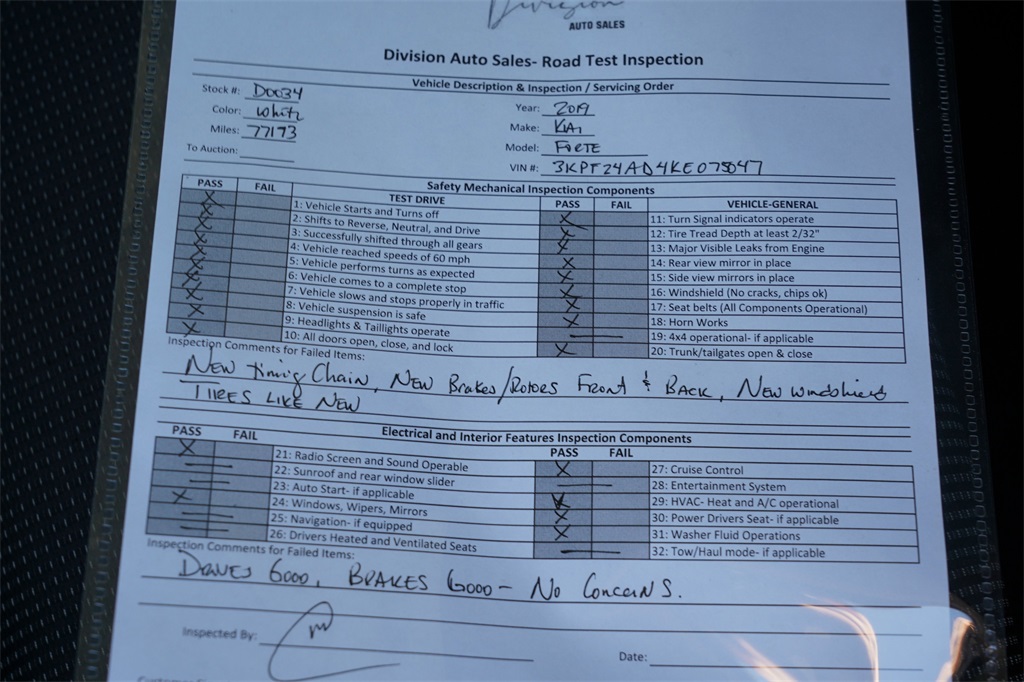 Division
AUTO SALES
Division Auto Sales- Road Test Inspection
Vehicle Description & Inspection / Servicing Order
Stock #: D0034
Year: 2019
Color: White
Make: KIA
Miles: 77173
Model: FORTE
To Auction:
VIN #: 3KPF24AD4KE075047
Safety Mechanical Inspection Components
PASS FAIL TEST DRIVE PASS FAIL VEHICLE-GENERAL
X 1: Vehicle Starts and Turns off X 11: Turn Signal indicators operate
X 2: Shifts to Reverse, Neutral, and Drive X 12: Tire Tread Depth at least 2/32"
X 3: Successfully shifted through all gears X 13: Major Visible Leaks from Engine
X 4: Vehicle reached speeds of 60 mph X 14: Rear view mirror in place
X 5: Vehicle performs turns as expected X 15: Side view mirrors in place
X 6: Vehicle comes to a complete stop X 16: Windshield (No cracks, chips ok)
X 7: Vehicle slows and stops properly in traffic X 17: Seat belts (All Components Operational)
X 8: Vehicle suspension is safe X 18: Horn Works
X 9: Headlights & Taillights operate — 19: 4x4 operational- if applicable
X 10: All doors open, close, and lock X 20: Trunk/tailgates open & close
Inspection Comments for Failed Items:
New timing Chain, New Brakes/Rotors Front & Back, New windshield
TIRES LIKE NEW
Electrical and Interior Features Inspection Components
PASS FAIL PASS FAIL
X 21: Radio Screen and Sound Operable X 27: Cruise Control
— 22: Sunroof and rear window slider — 28: Entertainment System
— 23: Auto Start- if applicable X 29: HVAC- Heat and A/C operational
X 24: Windows, Wipers, Mirrors X 30: Power Drivers Seat- if applicable
— 25: Navigation- if equipped X 31: Washer Fluid Operations
— 26: Drivers Heated and Ventilated Seats — 32: Tow/Haul mode- if applicable
Inspection Comments for Failed Items:
DRIVES GOOD, BRAKES GOOD - No Concerns.
Inspected By:
Date: